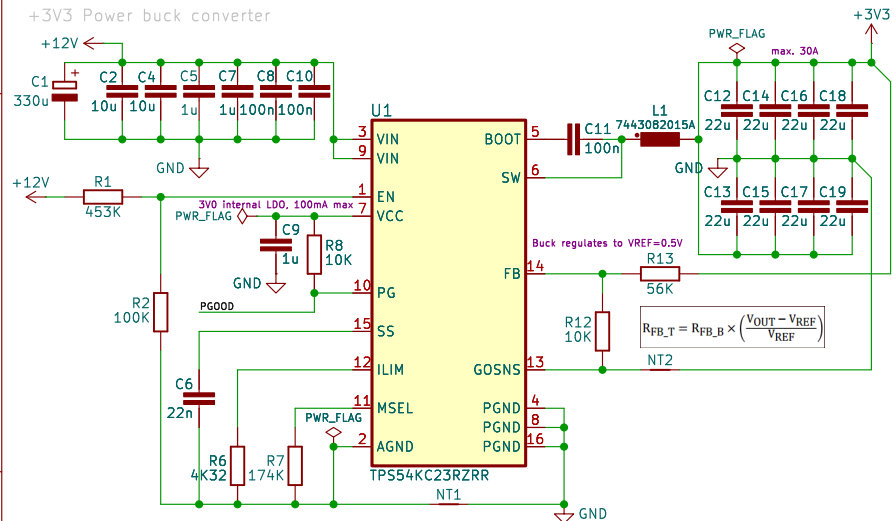 +3V3 Power buck converter
+3V3
+12V
PWR_FLAG
max. 30A
C1
330u
C2
10u
C4
10u
C5
1u
C7
1u
C8
100n
C10
100n
U1
C12
22u
C14
22u
C16
22u
C18
22u
L1
7443082015A
C11
100n
3 VIN
9 VIN
BOOT 5
SW 6
GND
GND
+12V
R1
453K
1 EN
3V0 internal LDO, 100mA max
PWR_FLAG
7 VCC
C13
22u
C15
22u
C17
22u
C19
22u
C9
1u
R8
10K
GND
Buck regulates to VREF=0.5V
FB 14
R13
56K
10 PG
PGOOD
R2
100K
15 SS
R12
10K
R_FB_T = R_FB_B × (V_OUT − V_REF / V_REF)
NT2
12 ILIM
GOSNS 13
C6
22n
11 MSEL
PWR_FLAG
PGND 4
PGND 8
2 AGND
PGND 16
R6
4K32
R7
174K
TPS54KC23RZRR
NT1
GND